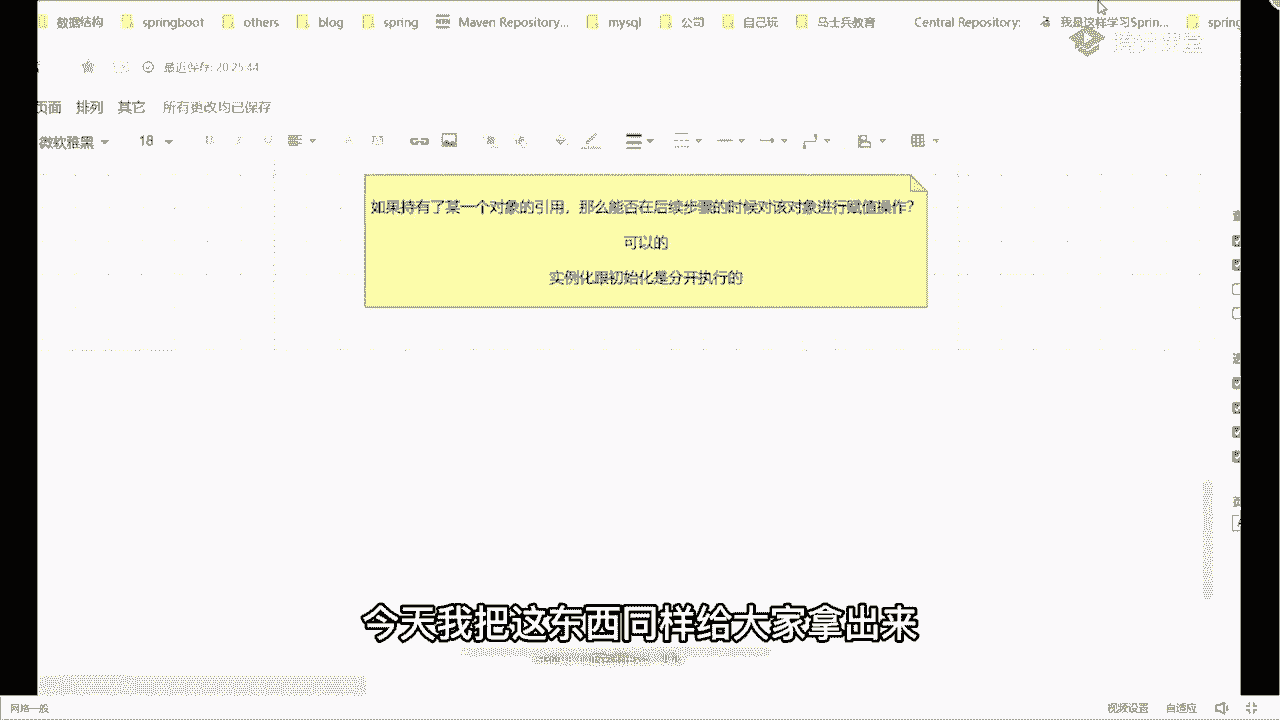 数据结构 springboot others blog spring Maven Repository... mysql 公司 自己玩 马士兵教育 Central Repository: 我是这样学习Sprin... spring
最近保存: 20:25:44
页面 排列 其它 所有更改均已保存
微软雅黑 18
如果持有了某一个对象的引用，那么能否在后续步骤的时候对该对象进行赋值操作？
可以的
实例化跟初始化是分开执行的
今天我把这东西同样给大家拿出来
网络一般 视频设置 自适应